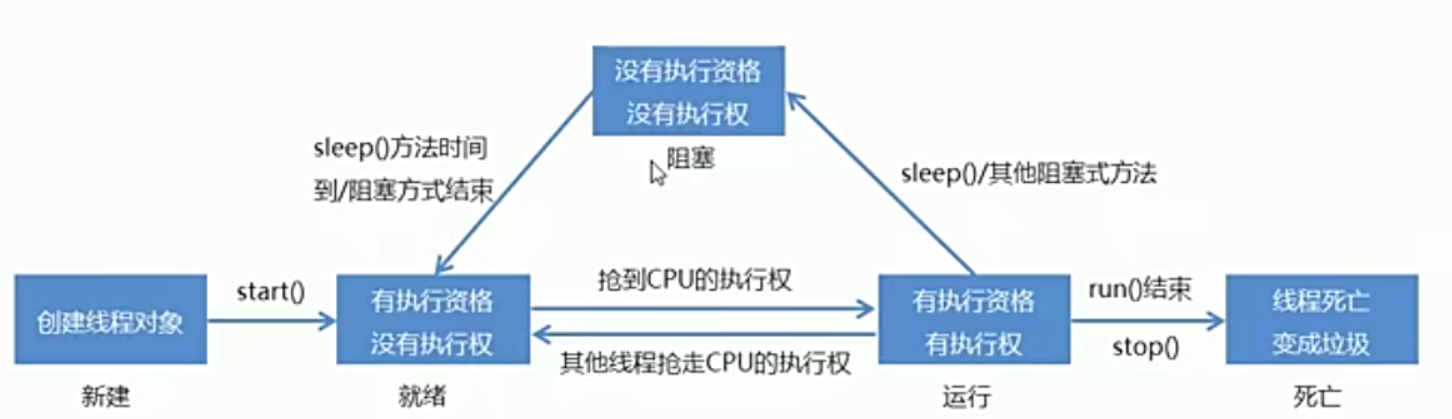 没有执行资格
没有执行权
阻塞
sleep()方法时间
到/阻塞方式结束
sleep()/其他阻塞式方法
创建线程对象
新建
start()
有执行资格
没有执行权
就绪
抢到CPU的执行权
其他线程抢走CPU的执行权
有执行资格
有执行权
运行
run()结束
stop()
线程死亡
变成垃圾
死亡